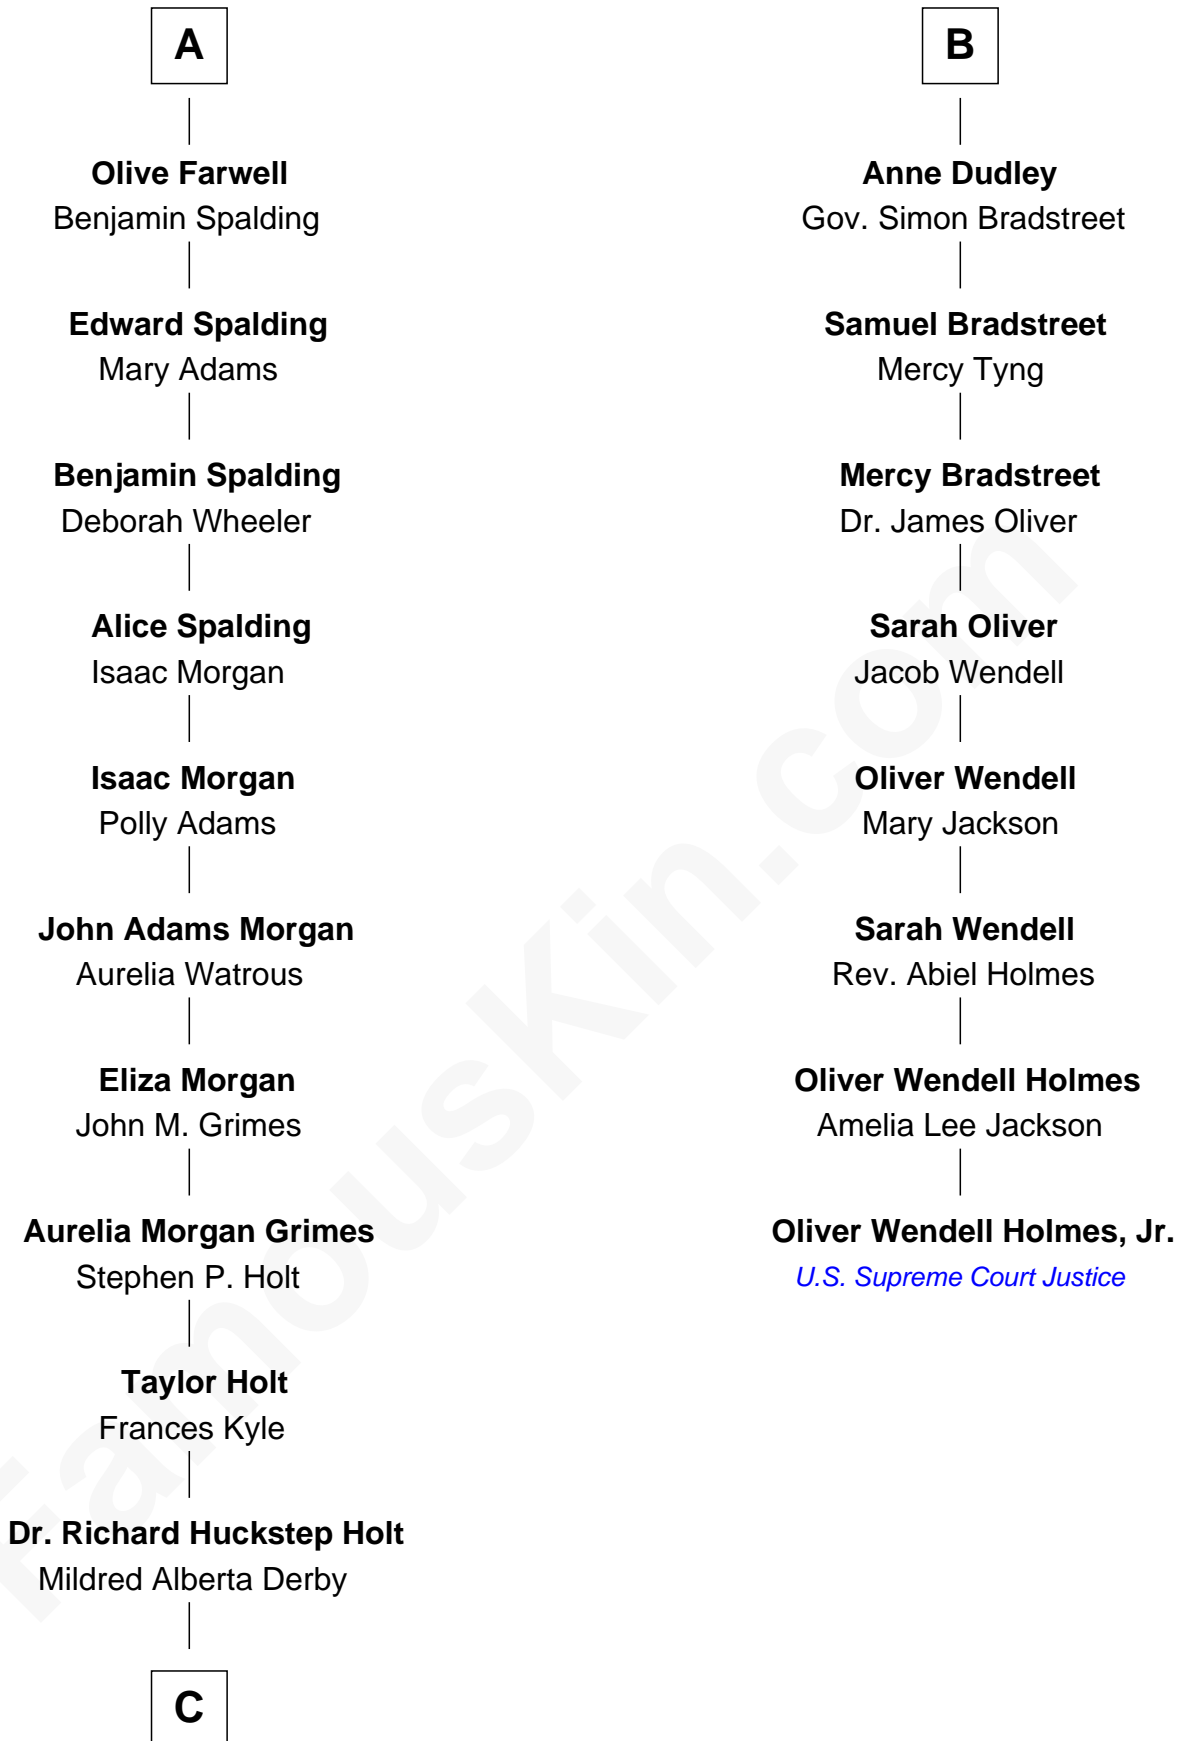 A
Olive Farwell
Benjamin Spalding
Edward Spalding
Mary Adams
Benjamin Spalding
Deborah Wheeler
Alice Spalding
Isaac Morgan
Isaac Morgan
Polly Adams
John Adams Morgan
Aurelia Watrous
Eliza Morgan
John M. Grimes
Aurelia Morgan Grimes
Stephen P. Holt
Taylor Holt
Frances Kyle
Dr. Richard Huckstep Holt
Mildred Alberta Derby
C
B
Anne Dudley
Gov. Simon Bradstreet
Samuel Bradstreet
Mercy Tyng
Mercy Bradstreet
Dr. James Oliver
Sarah Oliver
Jacob Wendell
Oliver Wendell
Mary Jackson
Sarah Wendell
Rev. Abiel Holmes
Oliver Wendell Holmes
Amelia Lee Jackson
Oliver Wendell Holmes, Jr.
U.S. Supreme Court Justice
FamousKin.com